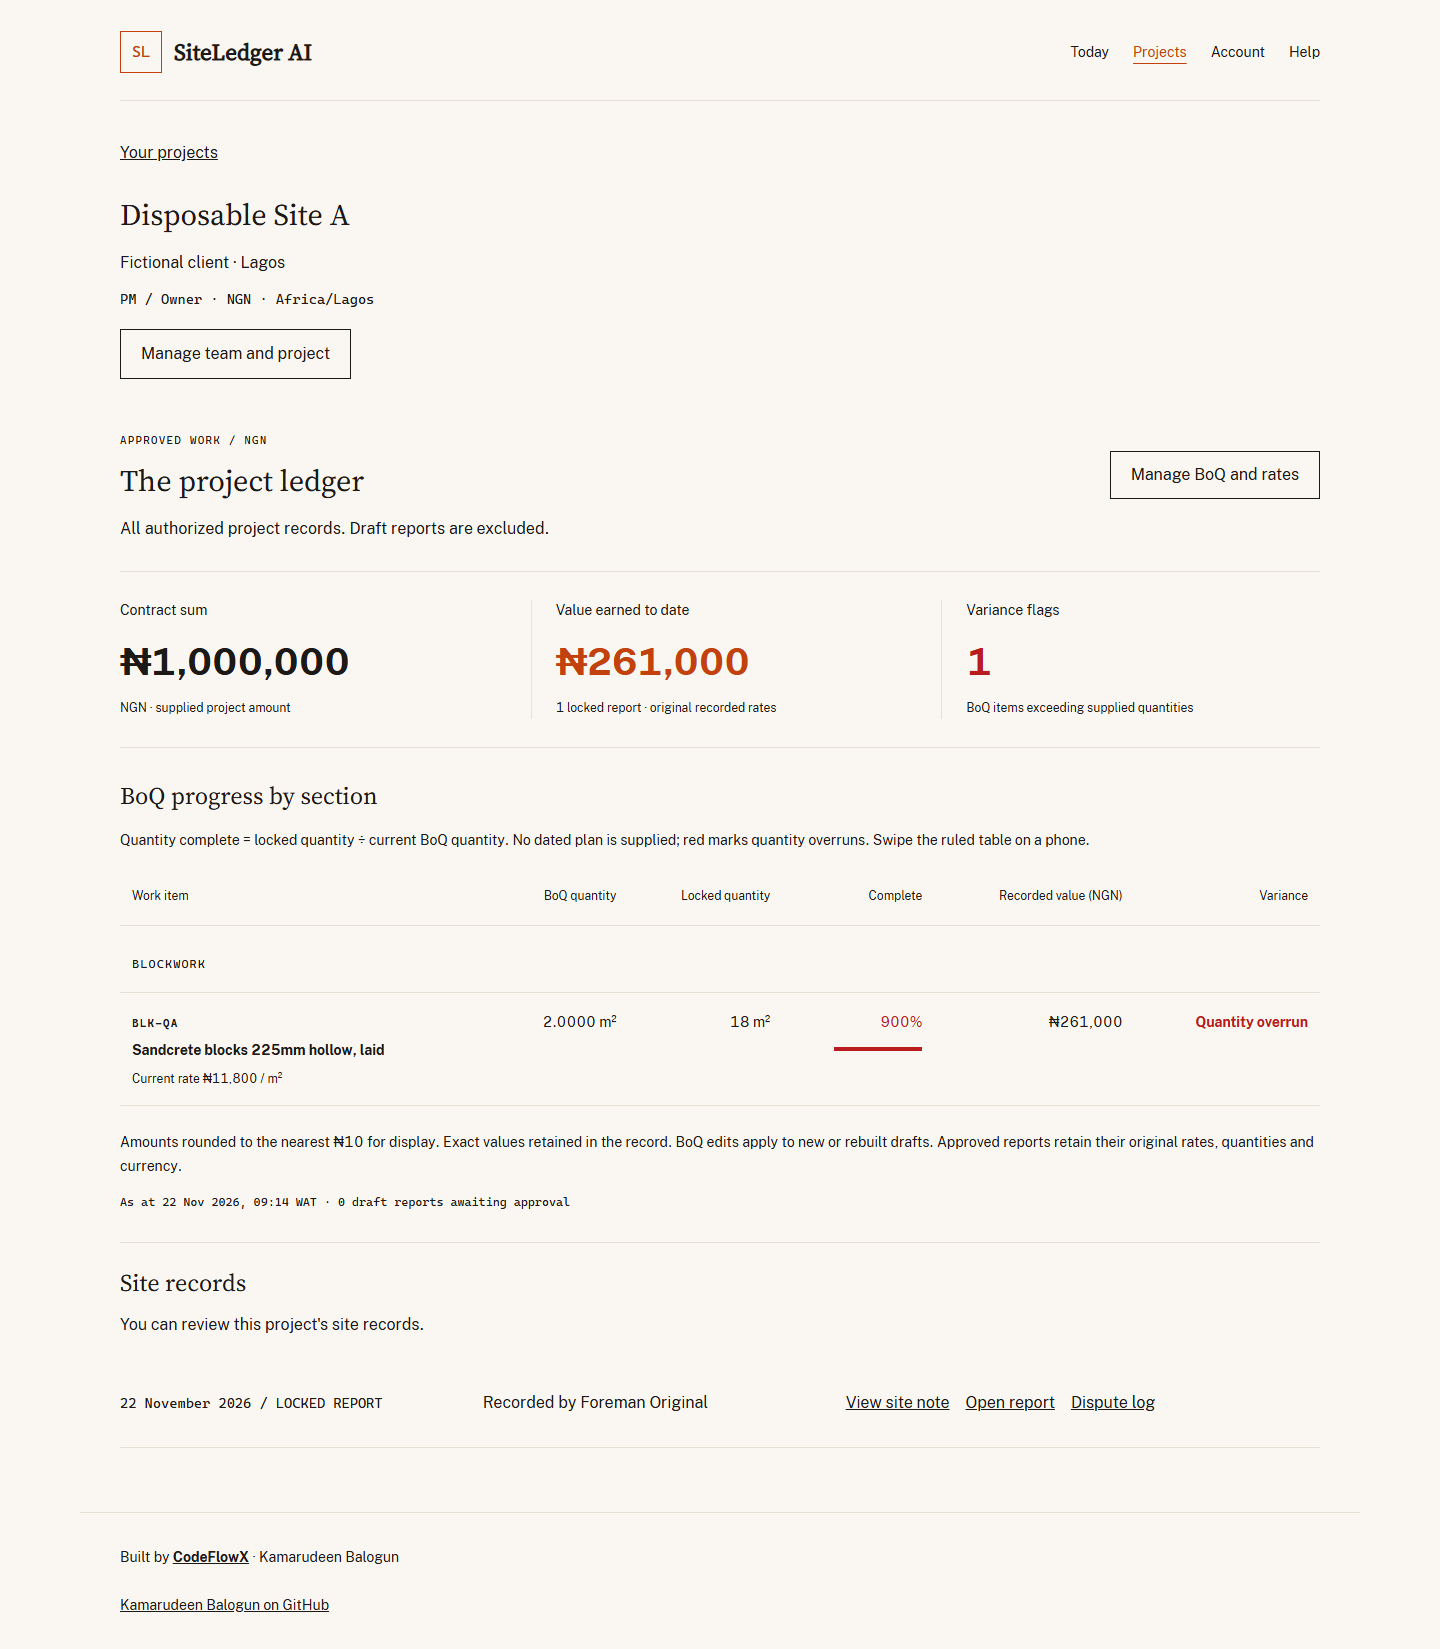 SL
SiteLedger AI
Today Projects Account Help
Your projects
Disposable Site A
Fictional client · Lagos
PM / Owner · NGN · Africa/Lagos
Manage team and project
APPROVED WORK / NGN
The project ledger
Manage BoQ and rates
All authorized project records. Draft reports are excluded.
Contract sum
₦1,000,000
NGN · supplied project amount
Value earned to date
₦261,000
1 locked report · original recorded rates
Variance flags
1
BoQ items exceeding supplied quantities
BoQ progress by section
Quantity complete = locked quantity ÷ current BoQ quantity. No dated plan is supplied; red marks quantity overruns. Swipe the ruled table on a phone.
Work item BoQ quantity Locked quantity Complete Recorded value (NGN) Variance
BLOCKWORK
BLK-QA 2.0000 m² 18 m² 900% ₦261,000 Quantity overrun
Sandcrete blocks 225mm hollow, laid
Current rate ₦11,800 / m²
Amounts rounded to the nearest ₦10 for display. Exact values retained in the record. BoQ edits apply to new or rebuilt drafts. Approved reports retain their original rates, quantities and
currency.
As at 22 Nov 2026, 09:14 WAT · 0 draft reports awaiting approval
Site records
You can review this project's site records.
22 November 2026 / LOCKED REPORT Recorded by Foreman Original View site note Open report Dispute log
Built by CodeFlowX · Kamarudeen Balogun
Kamarudeen Balogun on GitHub